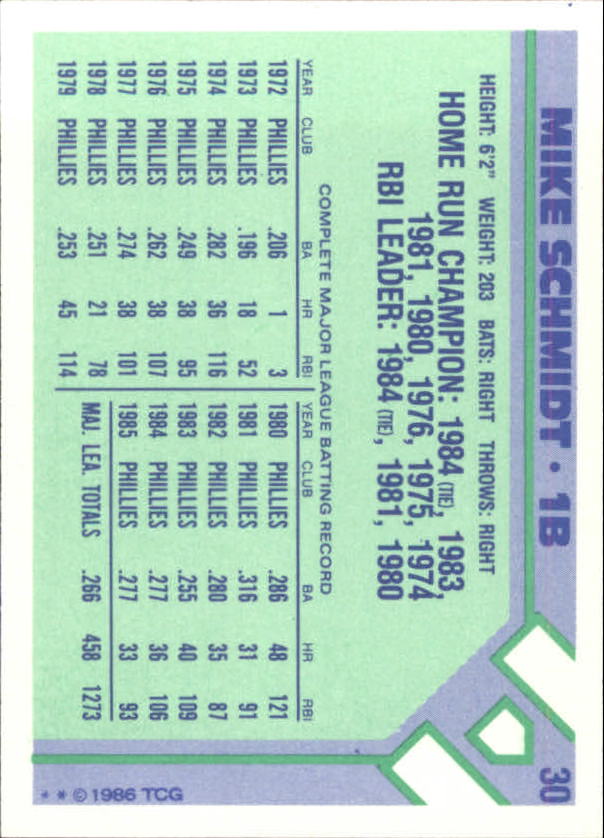 MIKE SCHMIDT • 1B
30
HEIGHT: 6'2" WEIGHT: 203 BATS: RIGHT THROWS: RIGHT
HOME RUN CHAMPION: 1984 (TIE), 1983,
1981, 1980, 1976, 1975, 1974
RBI LEADER: 1984 (TIE), 1981, 1980
COMPLETE MAJOR LEAGUE BATTING RECORD
YEAR CLUB BA HR RBI
1972 PHILLIES .206 1 3
1973 PHILLIES .196 18 52
1974 PHILLIES .282 36 116
1975 PHILLIES .249 38 95
1976 PHILLIES .262 38 107
1977 PHILLIES .274 38 101
1978 PHILLIES .251 21 78
1979 PHILLIES .253 45 114
YEAR CLUB BA HR RBI
1980 PHILLIES .286 48 121
1981 PHILLIES .316 31 91
1982 PHILLIES .280 35 87
1983 PHILLIES .255 40 109
1984 PHILLIES .277 36 106
1985 PHILLIES .277 33 93
MAJ. LEA. TOTALS .266 458 1273
* * © 1986 TCG